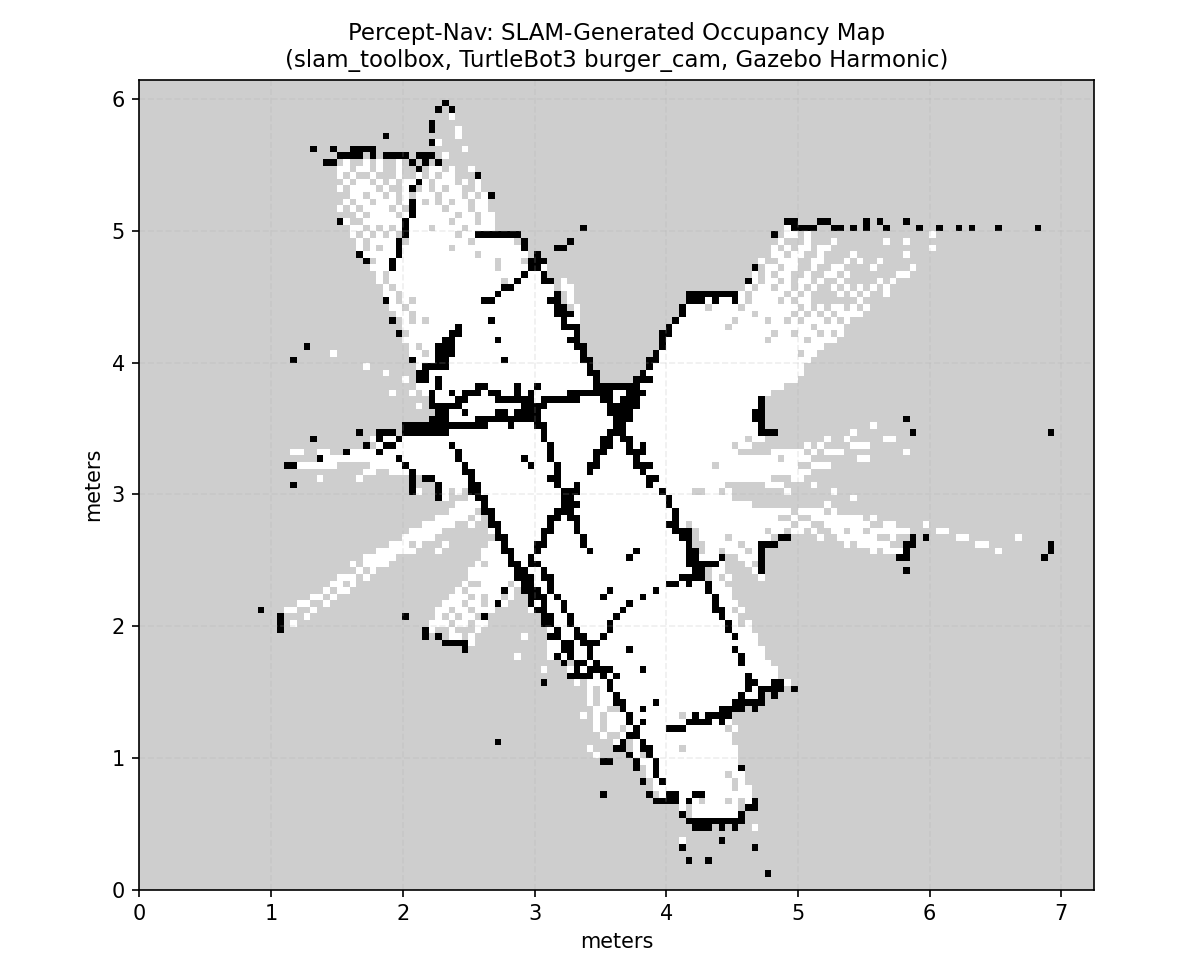 Percept-Nav: SLAM-Generated Occupancy Map
(slam_toolbox, TurtleBot3 burger_cam, Gazebo Harmonic)
6
5
4
3
2
1
0
meters
0 1 2 3 4 5 6 7
meters